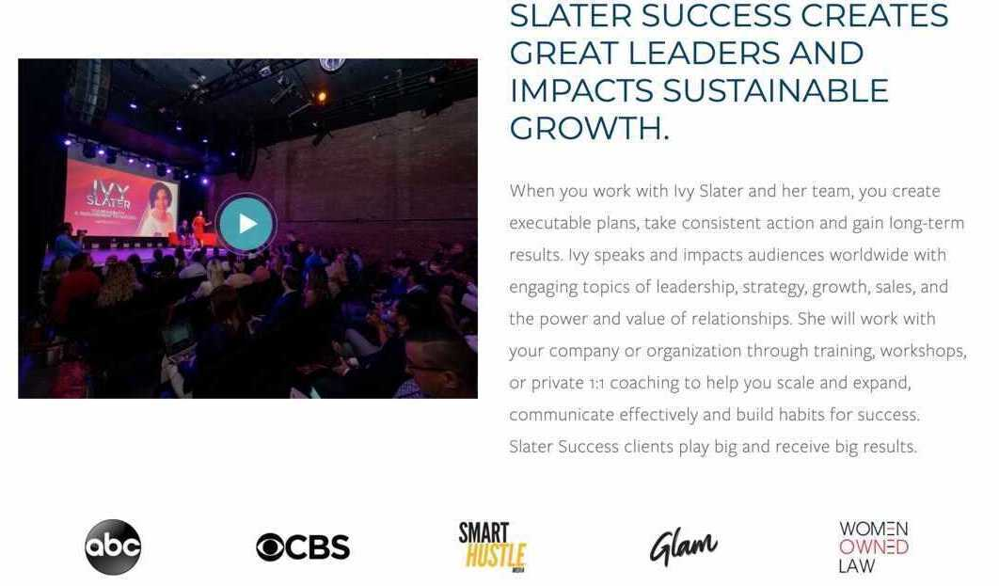 SLATER SUCCESS CREATES
GREAT LEADERS AND
IMPACTS SUSTAINABLE
GROWTH.
IVY
SLATER
When you work with Ivy Slater and her team, you create
executable plans, take consistent action and gain long-term
results. Ivy speaks and impacts audiences worldwide with
engaging topics of leadership, strategy, growth, sales, and
the power and value of relationships. She will work with
your company or organization through training, workshops,
or private 1:1 coaching to help you scale and expand,
communicate effectively and build habits for success.
Slater Success clients play big and receive big results.
abc
CBS
SMART
HUSTLE
MEDIA
Glam
WOMEN
OWNED
LAW